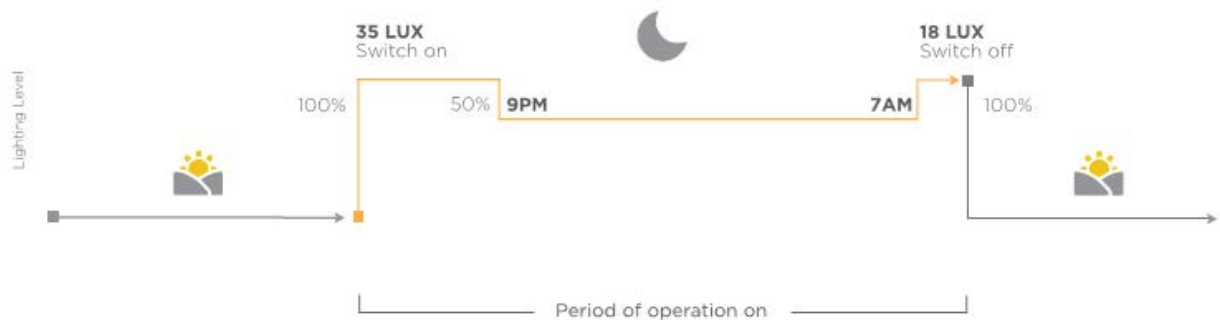 35 LUX
Switch on
18 LUX
Switch off
Lighting Level
100%
50% 9PM
7AM
100%
Period of operation on